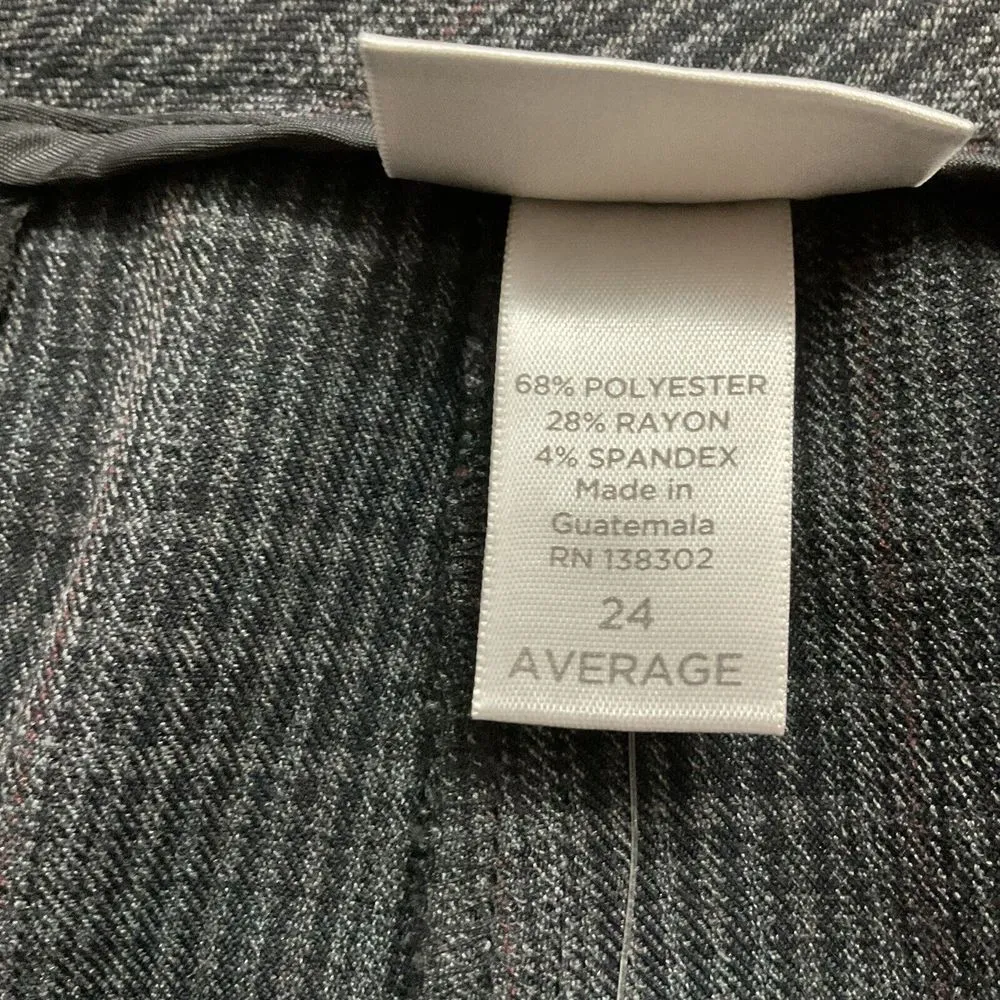 68% POLYESTER
28% RAYON
4% SPANDEX
Made in
Guatemala
RN 138302
24
AVERAGE